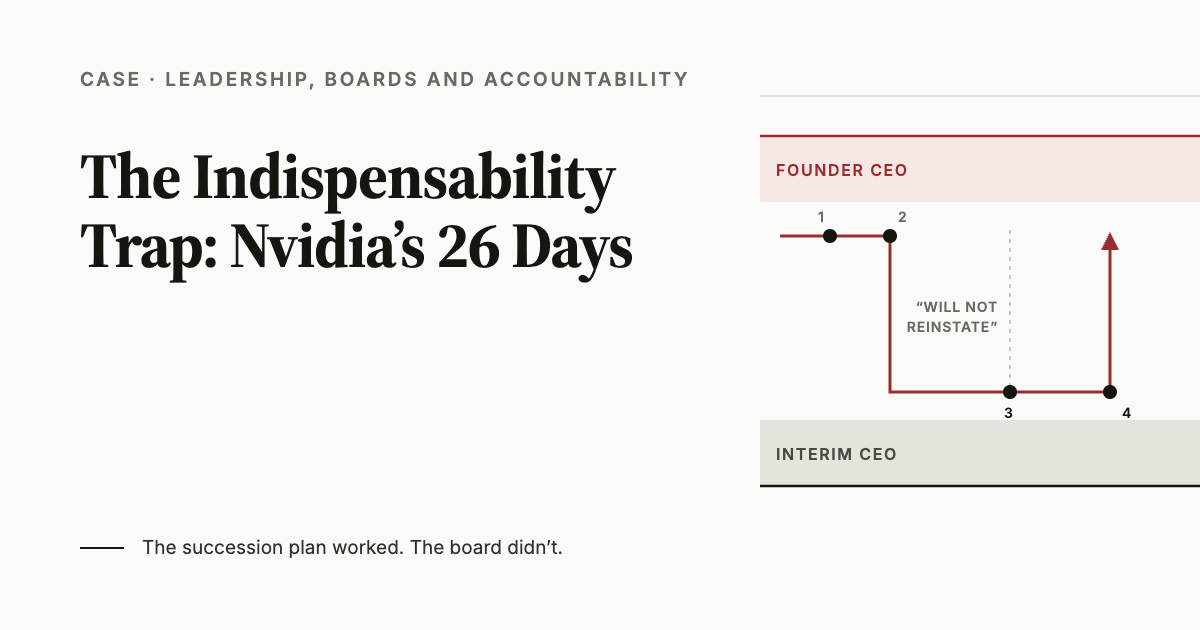 CASE · LEADERSHIP, BOARDS AND ACCOUNTABILITY
The Indispensability
Trap: Nvidia’s 26 Days
FOUNDER CEO
1
2
“WILL NOT
REINSTATE”
3
4
INTERIM CEO
The succession plan worked. The board didn’t.